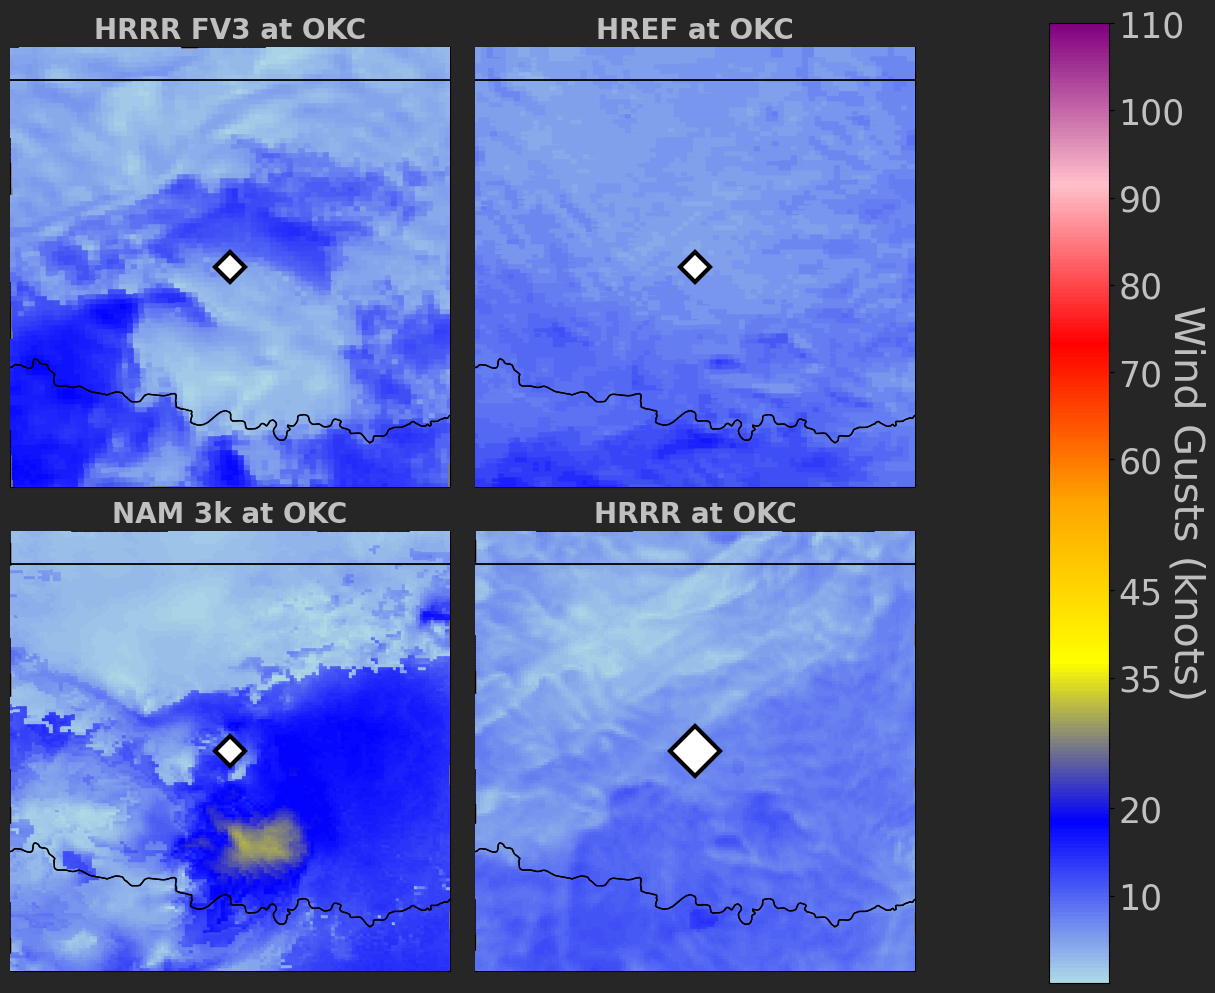 HRRR FV3 at OKC
HREF at OKC
NAM 3k at OKC
HRRR at OKC
110
100
90
80
70
60
45
35
20
10
Wind Gusts (knots)